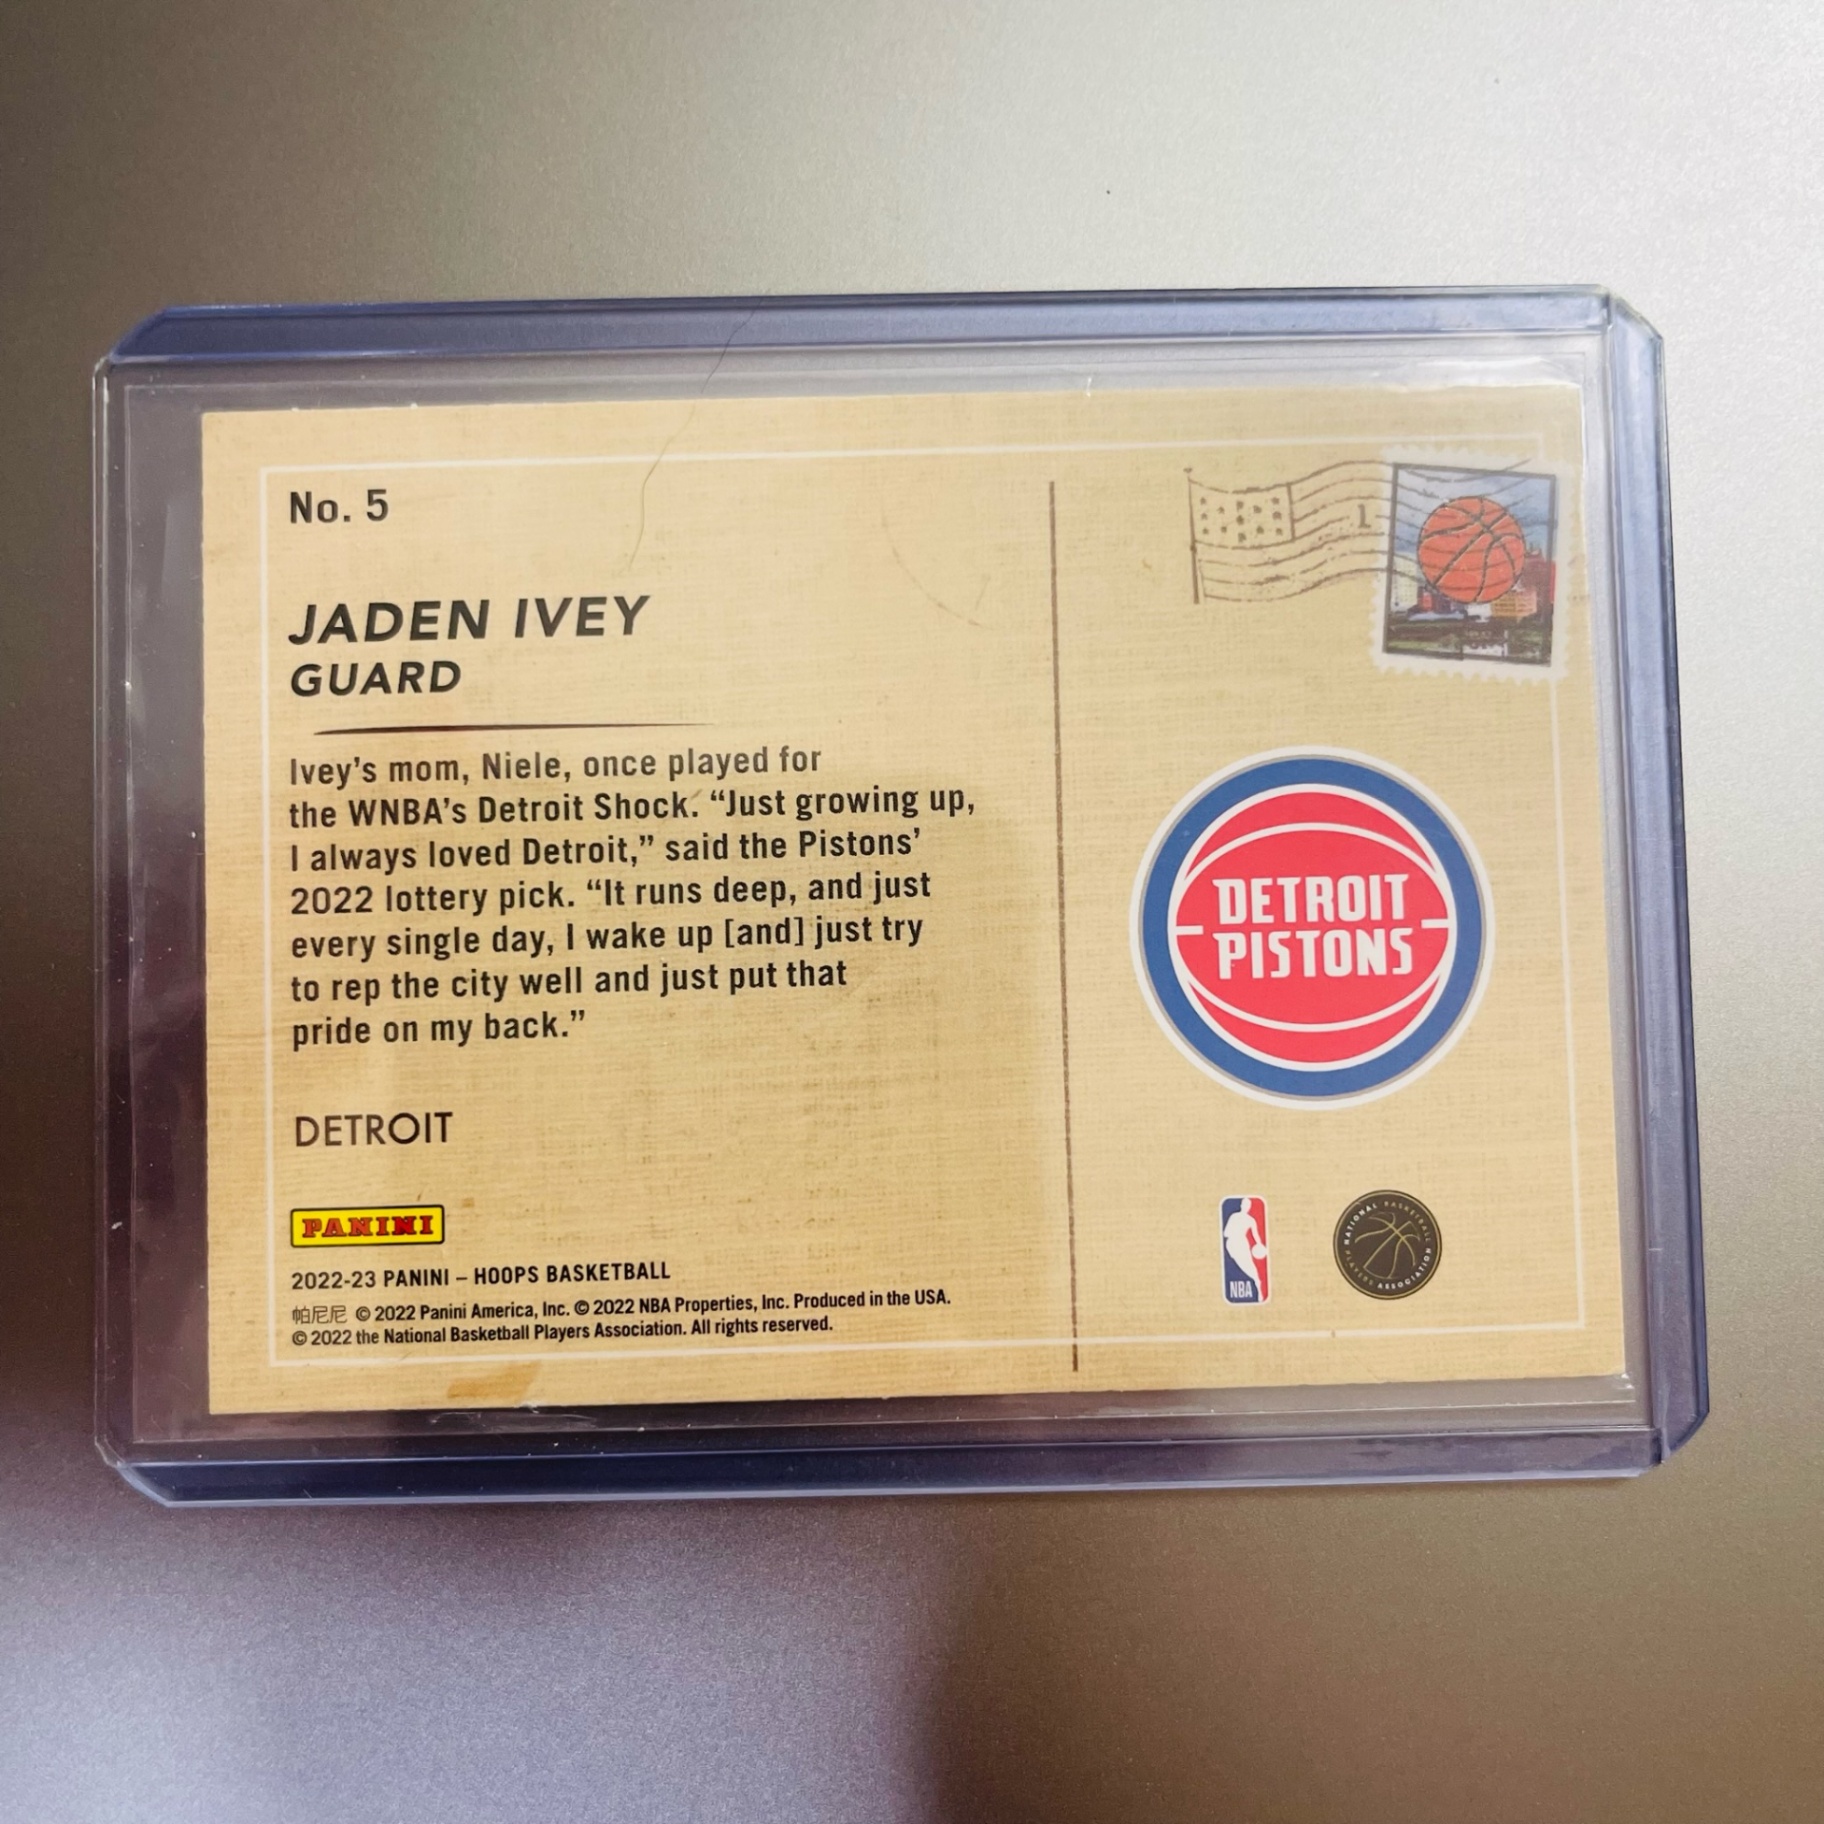 No. 5
JADEN IVEY
GUARD
Ivey's mom, Niele, once played for
the WNBA's Detroit Shock. “Just growing up,
I always loved Detroit,” said the Pistons'
2022 lottery pick. “It runs deep, and just
every single day, I wake up [and] just try
to rep the city well and just put that
pride on my back.”
DETROIT
PANINI
2022-23 PANINI – HOOPS BASKETBALL
帕尼尼 © 2022 Panini America, Inc. © 2022 NBA Properties, Inc. Produced in the USA.
© 2022 the National Basketball Players Association. All rights reserved.
1
DETROIT
PISTONS
NBA
NATIONAL BASKETBALL
PLAYERS ASSOCIATION